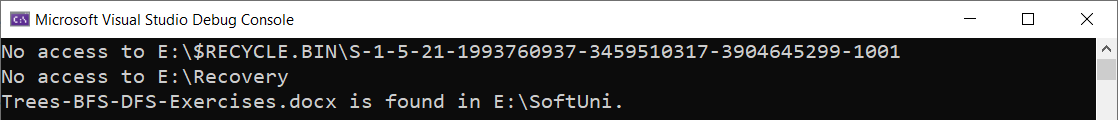 Microsoft Visual Studio Debug Console
No access to E:\$RECYCLE.BIN\S-1-5-21-1993760937-3459510317-3904645299-1001
No access to E:\Recovery
Trees-BFS-DFS-Exercises.docx is found in E:\SoftUni.